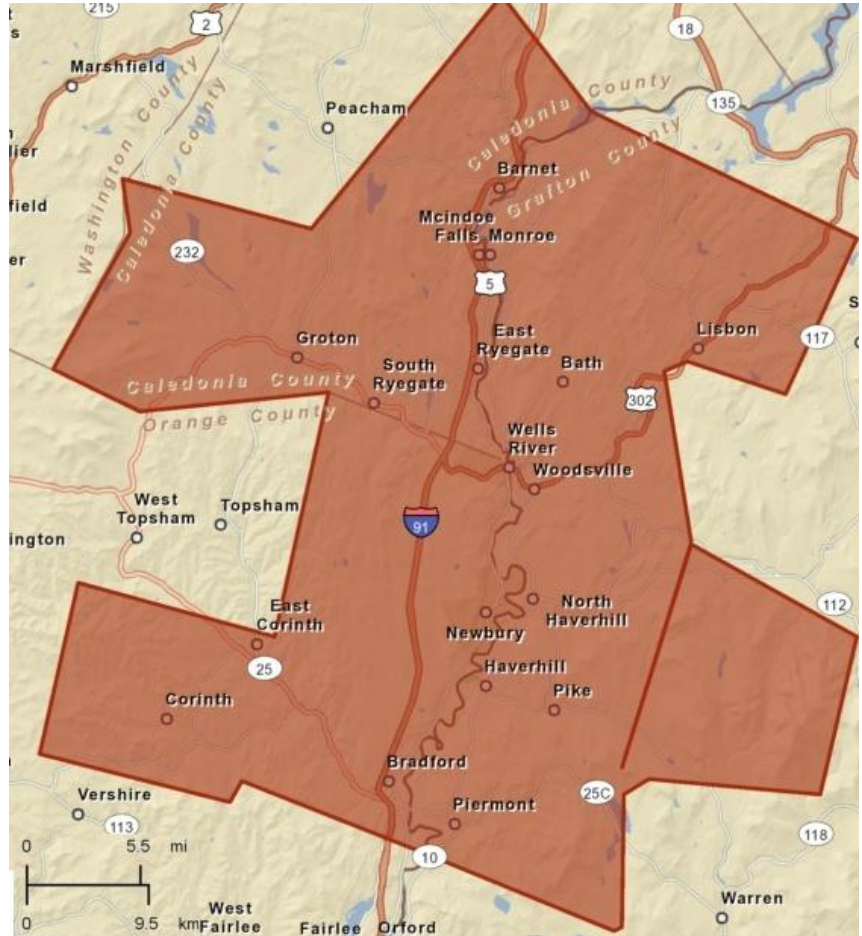 215
2
18
Marshfield
Washington County
Caledonia County
Peacham
Caledonia County
135
lier
Barnet
Grafton County
field
Mcindoe
Falls
Monroe
232
er
5
East
Ryegate
Lisbon
117
Groton
South
Ryegate
Bath
Caledonia County
Orange County
302
Wells
River
Woodsville
West
Topsham
Topsham
91
ington
112
East
Corinth
North
Haverhill
Newbury
25
Haverhill
Corinth
Pike
Bradford
25C
Vershire
113
Piermont
118
0 5.5 mi
10
0 9.5 km
West
Fairlee
Fairlee
Orford
Warren